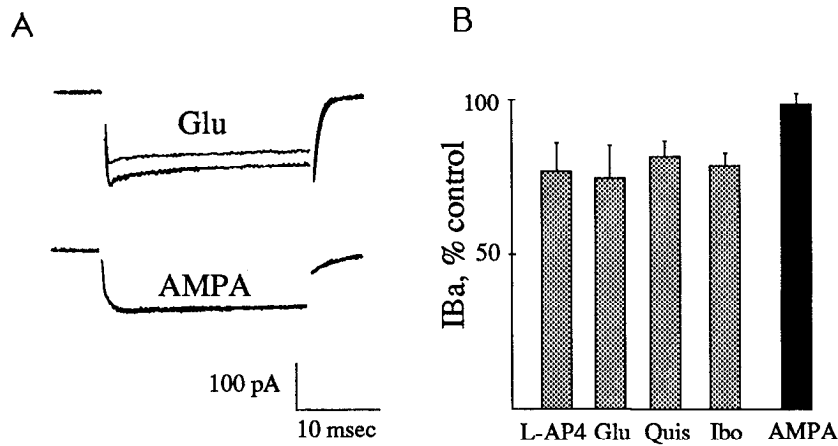 A
Glu
AMPA
100 pA
10 msec
B
IBa, % control
100
50
L-AP4 Glu Quis Ibo AMPA